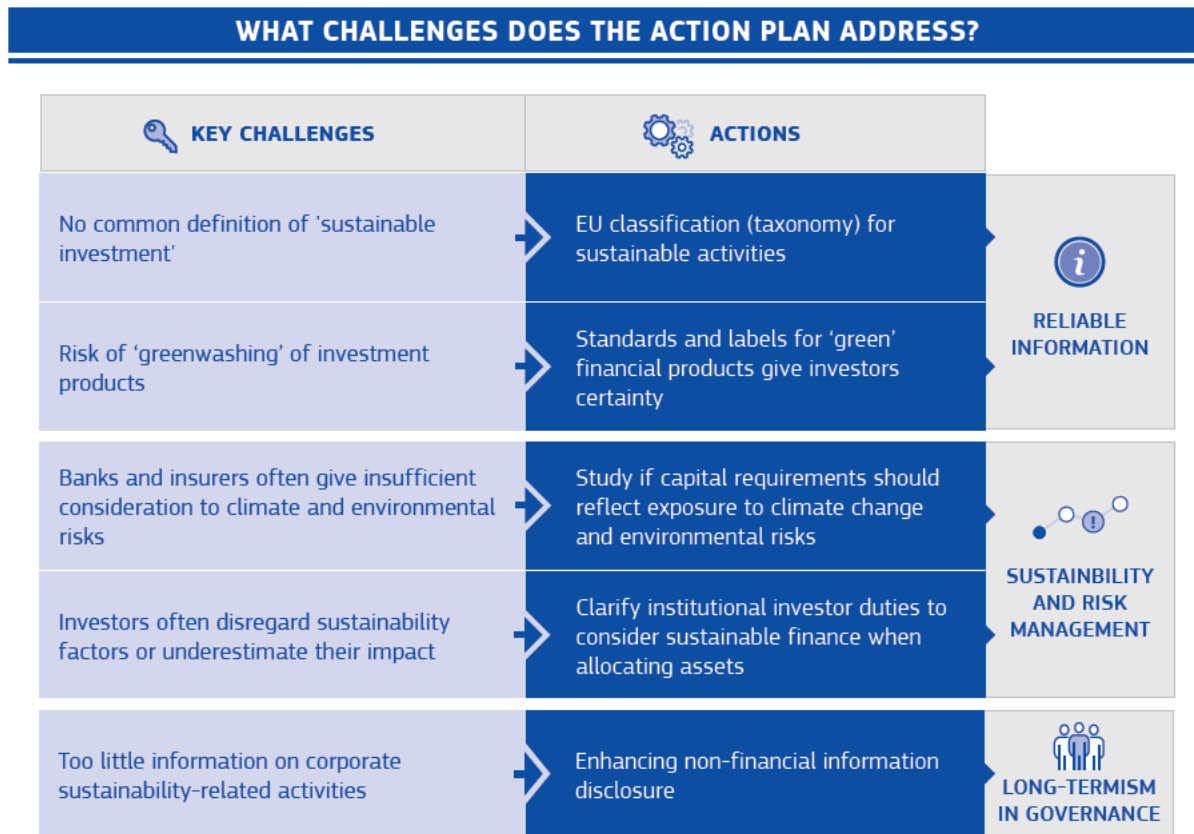 WHAT CHALLENGES DOES THE ACTION PLAN ADDRESS?
KEY CHALLENGES
ACTIONS
No common definition of 'sustainable
investment'
EU classification (taxonomy) for
sustainable activities
Risk of ‘greenwashing’ of investment
products
Standards and labels for ‘green’
financial products give investors
certainty
RELIABLE
INFORMATION
Banks and insurers often give insufficient
consideration to climate and environmental
risks
Study if capital requirements should
reflect exposure to climate change
and environmental risks
Investors often disregard sustainability
factors or underestimate their impact
Clarify institutional investor duties to
consider sustainable finance when
allocating assets
SUSTAINBILITY
AND RISK
MANAGEMENT
Too little information on corporate
sustainability-related activities
Enhancing non-financial information
disclosure
LONG-TERMISM
IN GOVERNANCE